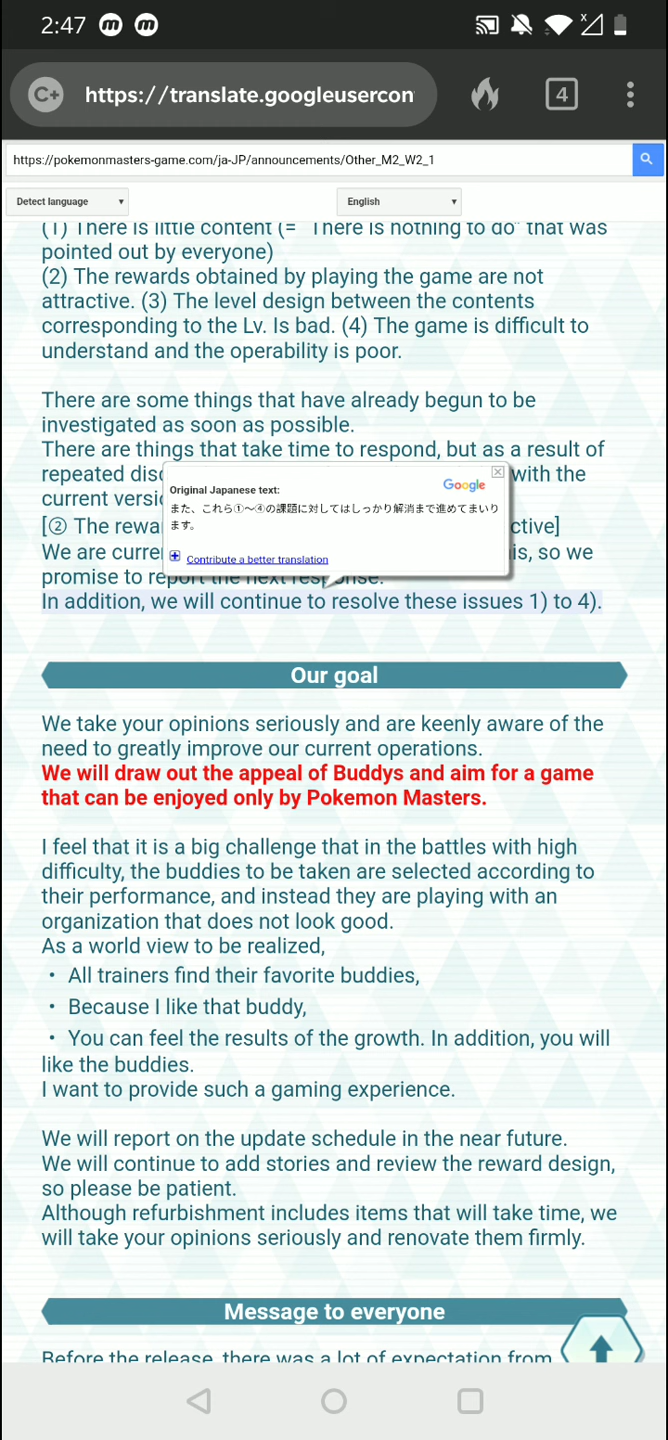 2:47
https://translate.googleusercon
4
https://pokemonmasters-game.com/ja-JP/announcements/Other_M2_W2_1
Detect language
English
(1) There is little content (= "There is nothing to do" that was
pointed out by everyone)
(2) The rewards obtained by playing the game are not
attractive. (3) The level design between the contents
corresponding to the Lv. Is bad. (4) The game is difficult to
understand and the operability is poor.
There are some things that have already begun to be
investigated as soon as possible.
There are things that take time to respond, but as a result of
repeated disc with the
current versic
[② The rewar ctive]
We are currer is, so we
promise to report the next response.
In addition, we will continue to resolve these issues 1) to 4).
Google
Original Japanese text:
また、これら①～④の課題に対してはしっかり解消まで進めてまいり
ます。
Contribute a better translation
Our goal
We take your opinions seriously and are keenly aware of the
need to greatly improve our current operations.
We will draw out the appeal of Buddys and aim for a game
that can be enjoyed only by Pokemon Masters.
I feel that it is a big challenge that in the battles with high
difficulty, the buddies to be taken are selected according to
their performance, and instead they are playing with an
organization that does not look good.
As a world view to be realized,
・ All trainers find their favorite buddies,
・ Because I like that buddy,
・ You can feel the results of the growth. In addition, you will
like the buddies.
I want to provide such a gaming experience.
We will report on the update schedule in the near future.
We will continue to add stories and review the reward design,
so please be patient.
Although refurbishment includes items that will take time, we
will take your opinions seriously and renovate them firmly.
Message to everyone
Before the release, there was a lot of expectation from